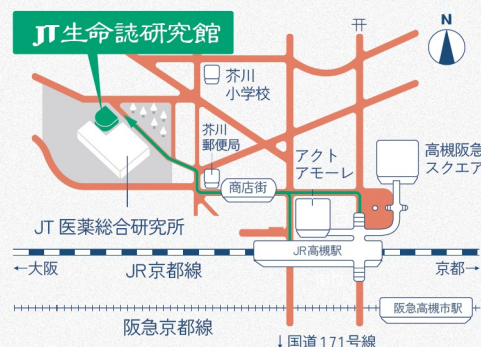 JT生命誌研究館
N
芥川
小学校
芥川
郵便局
アクト
アモーレ
高槻阪急
スクエア
商店街
JT 医薬総合研究所
JR高槻駅
←大阪
JR京都線
京都→
阪急高槻市駅
阪急京都線
↓国道171号線